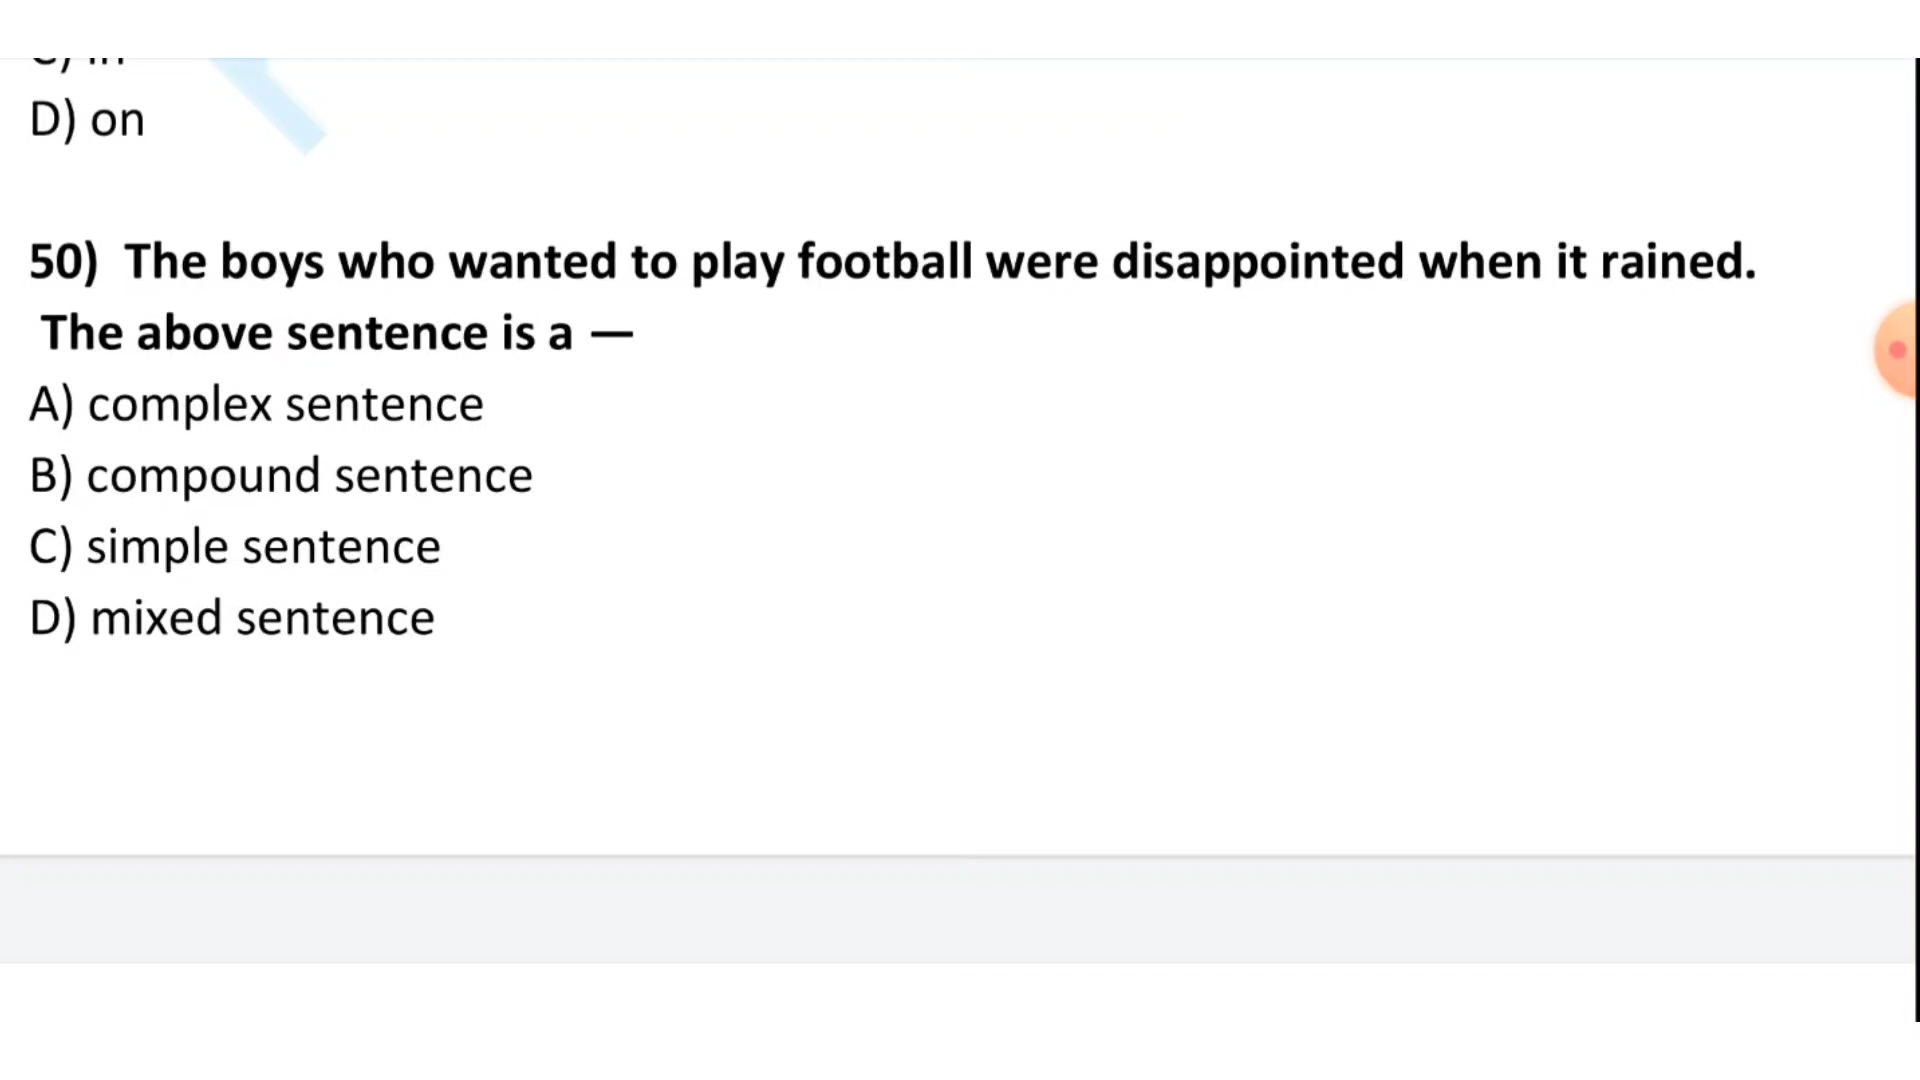 D) on
50) The boys who wanted to play football were disappointed when it rained.
The above sentence is a —
A) complex sentence
B) compound sentence
C) simple sentence
D) mixed sentence